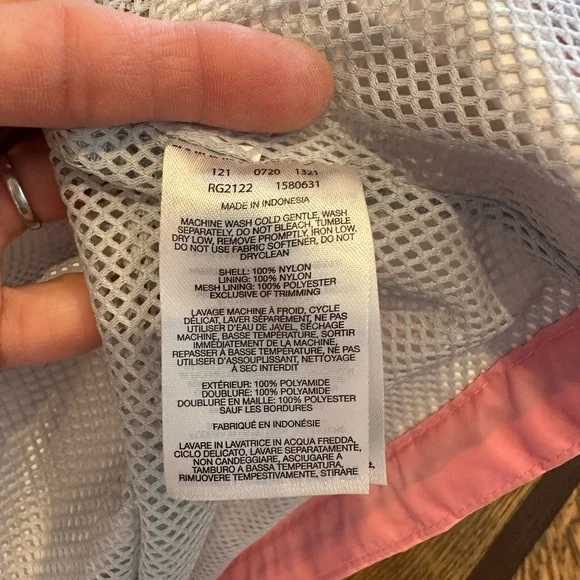 121 0720 1321
RG2122 1580631
MADE IN INDONESIA
MACHINE WASH COLD GENTLE, WASH
SEPARATELY, DO NOT BLEACH, TUMBLE
DRY LOW, REMOVE PROMPTLY, IRON LOW.
DO NOT USE FABRIC SOFTENER, DO NOT
DRYCLEAN
SHELL: 100% NYLON
LINING: 100% NYLON
MESH LINING: 100% POLYESTER
EXCLUSIVE OF TRIMMING
LAVAGE MACHINE À FROID, CYCLE
DÉLICAT, LAVER SÉPARÉMENT, NE PAS
UTILISER D'EAU DE JAVEL, SÉCHAGE
MACHINE, BASSE TEMPÉRATURE, SORTIR
IMMÉDIATEMENT DE LA MACHINE,
REPASSER À BASSE TEMPÉRATURE, NE PAS
UTILISER D'ASSOUPLISSANT, NETTOYAGE
À SEC INTERDIT
EXTÉRIEUR: 100% POLYAMIDE
DOUBLURE: 100% POLYAMIDE
DOUBLURE EN MAILLE: 100% POLYESTER
SAUF LES BORDURES
FABRIQUÉ EN INDONÉSIE
LAVARE IN LAVATRICE IN ACQUA FREDDA,
CICLO DELICATO, LAVARE SEPARATAMENTE,
NON CANDEGGIARE, ASCIUGARE A
TAMBURO A BASSA TEMPERATURA,
RIMUOVERE TEMPESTIVAMENTE, STIRARE